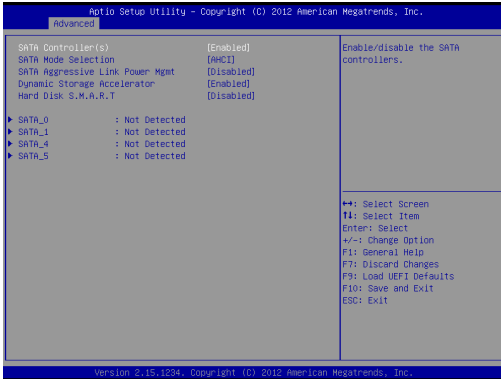 Aptio Setup Utility – Copyright (C) 2012 American Megatrends, Inc.
Advanced
SATA Controller(s) [Enabled]
SATA Mode Selection [AHCI]
SATA Aggressive Link Power Mgmt [Disabled]
Dynamic Storage Accelerator [Enabled]
Hard Disk S.M.A.R.T [Disabled]
SATA_0 : Not Detected
SATA_1 : Not Detected
SATA_4 : Not Detected
SATA_5 : Not Detected
Enable/disable the SATA
controllers.
↔: Select Screen
↑↓: Select Item
Enter: Select
+/-: Change Option
F1: General Help
F7: Discard Changes
F9: Load UEFI Defaults
F10: Save and Exit
ESC: Exit
Version 2.15.1234. Copyright (C) 2012 American Megatrends, Inc.